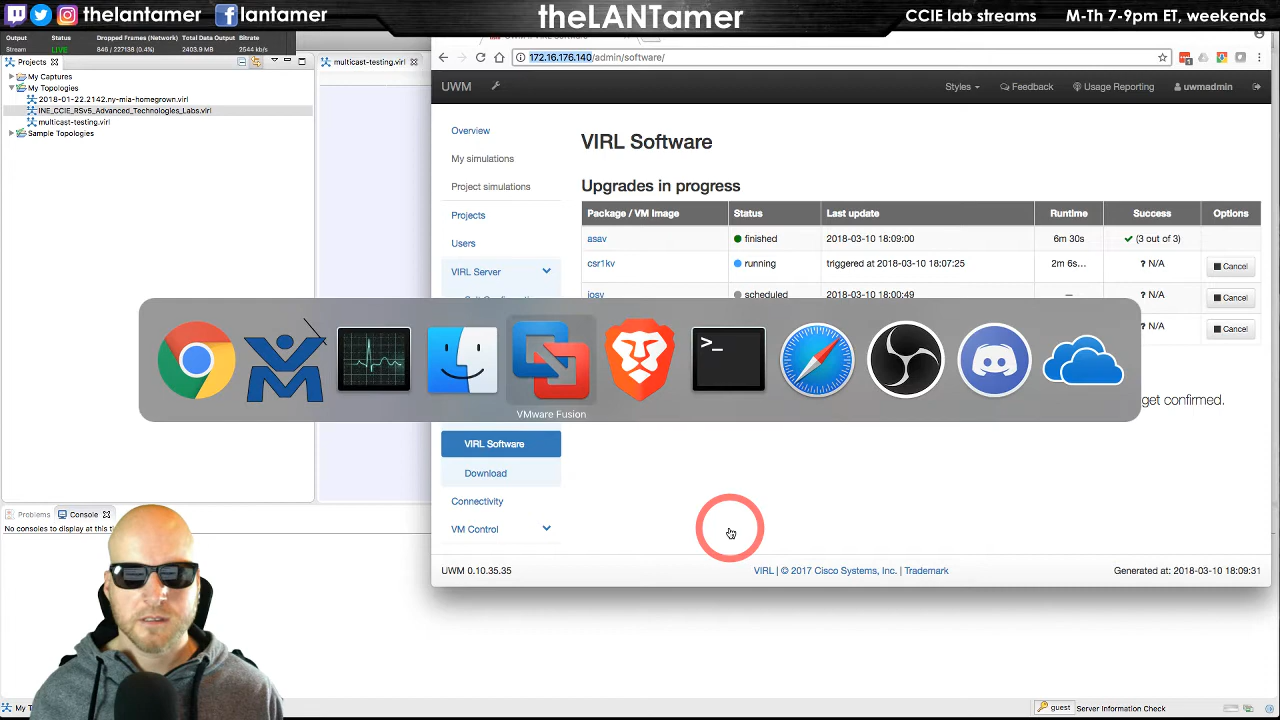 thelantamer
lantamer
theLANTamer
CCIE lab streams
M-Th 7-9pm ET, weekends
Output
Status
Dropped Frames (Network)
Total Data Output
Bitrate
Stream
LIVE
846 / 227138 (0.4%)
2403.9 MB
2544 kb/s
Projects
My Captures
My Topologies
2018-01-22.2142.ny-mia-homegrown.virl
INE_CCIE_RSv5_Advanced_Technologies_Labs.virl
multicast-testing.virl
Sample Topologies
multicast-testing.virl
172.16.176.140/admin/software/
UWM
Styles
Feedback
Usage Reporting
uwmadmin
Overview
My simulations
Project simulations
Projects
Users
VIRL Server
VIRL Software
Upgrades in progress
Package / VM Image
Status
Last update
Runtime
Success
Options
asav
finished
2018-03-10 18:09:00
6m 30s
(3 out of 3)
csr1kv
running
triggered at 2018-03-10 18:07:25
2m 6s...
? N/A
Cancel
iosv
scheduled
2018-03-10 18:00:49
—
? N/A
Cancel
? N/A
Cancel
>_
VMware Fusion
get confirmed.
VIRL Software
Download
Connectivity
VM Control
UWM 0.10.35.35
VIRL | © 2017 Cisco Systems, Inc. | Trademark
Generated at: 2018-03-10 18:09:31
Problems
Console
No consoles to display at this
guest
Server Information Check